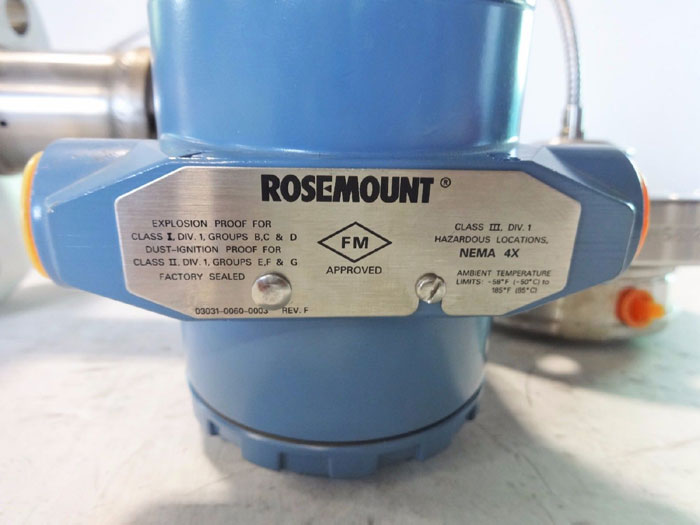 ROSEMOUNT®
EXPLOSION PROOF FOR
CLASS I, DIV. 1, GROUPS B,C & D
DUST-IGNITION PROOF FOR
CLASS II, DIV. 1, GROUPS E,F & G
FACTORY SEALED
03031-0060-0003 REV. F
FM
APPROVED
CLASS III, DIV. 1
HAZARDOUS LOCATIONS,
NEMA 4X
AMBIENT TEMPERATURE
LIMITS: -58°F (-50°C) to
185°F (85°C)